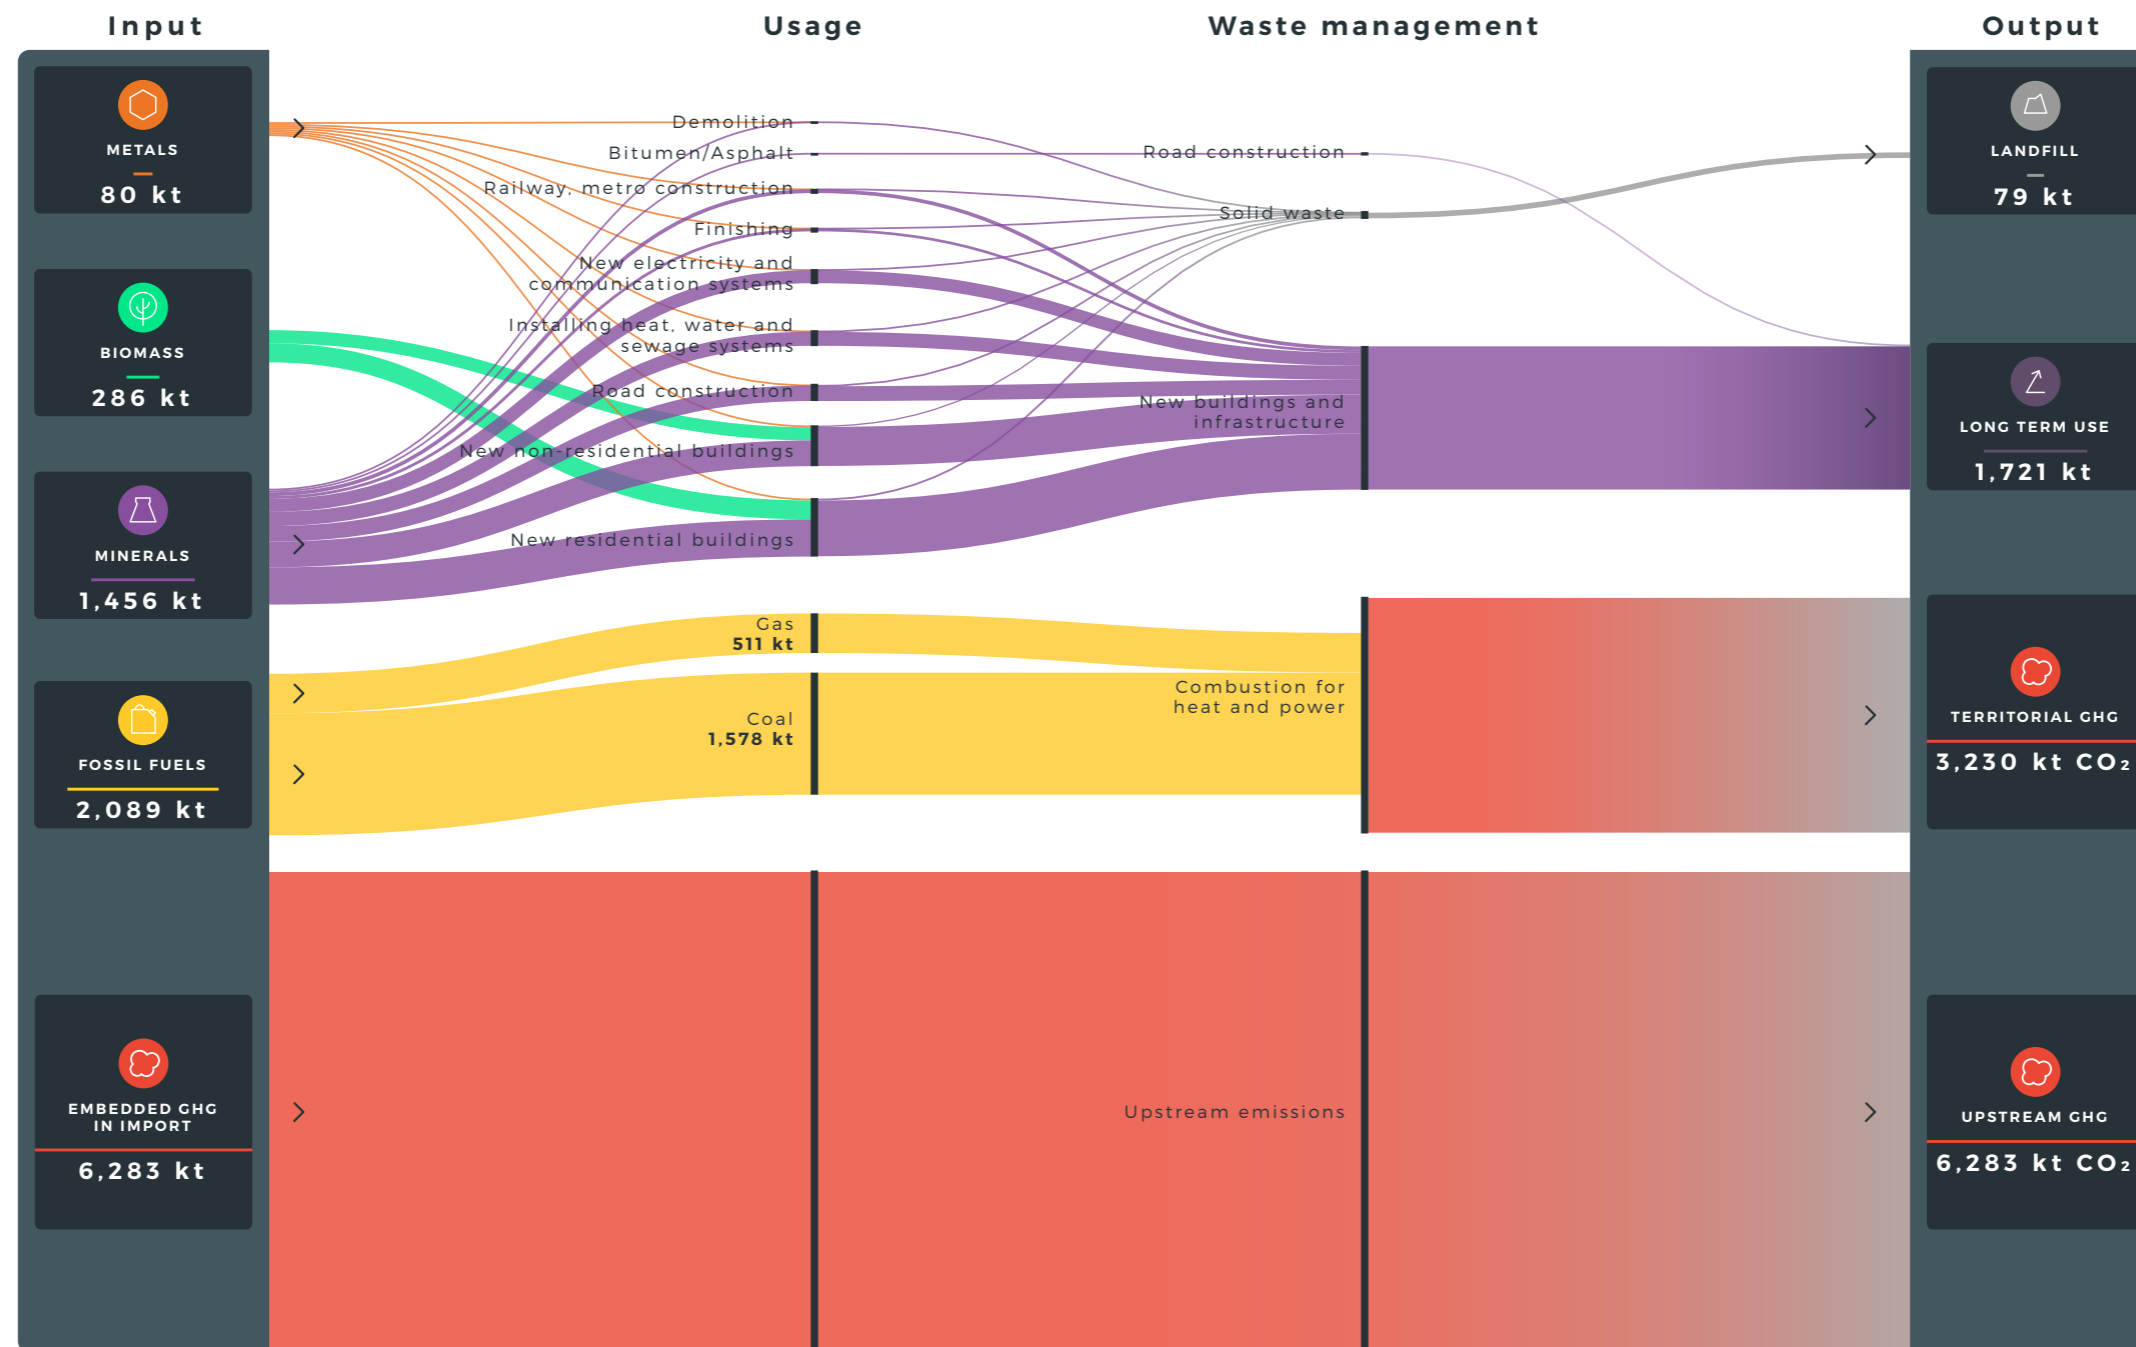 Input
Usage
Waste management
Output
METALS
80 kt
BIOMASS
286 kt
MINERALS
1,456 kt
FOSSIL FUELS
2,089 kt
EMBEDDED GHG
IN IMPORT
6,283 kt
Demolition
Bitumen/Asphalt
Railway, metro construction
Finishing
New electricity and
communication systems
Installing heat, water and
sewage systems
Road construction
New non-residential buildings
New residential buildings
Gas
511 kt
Coal
1,578 kt
Road construction
Solid waste
New buildings and
infrastructure
Combustion for
heat and power
Upstream emissions
LANDFILL
79 kt
LONG TERM USE
1,721 kt
TERRITORIAL GHG
3,230 kt CO₂
UPSTREAM GHG
6,283 kt CO₂